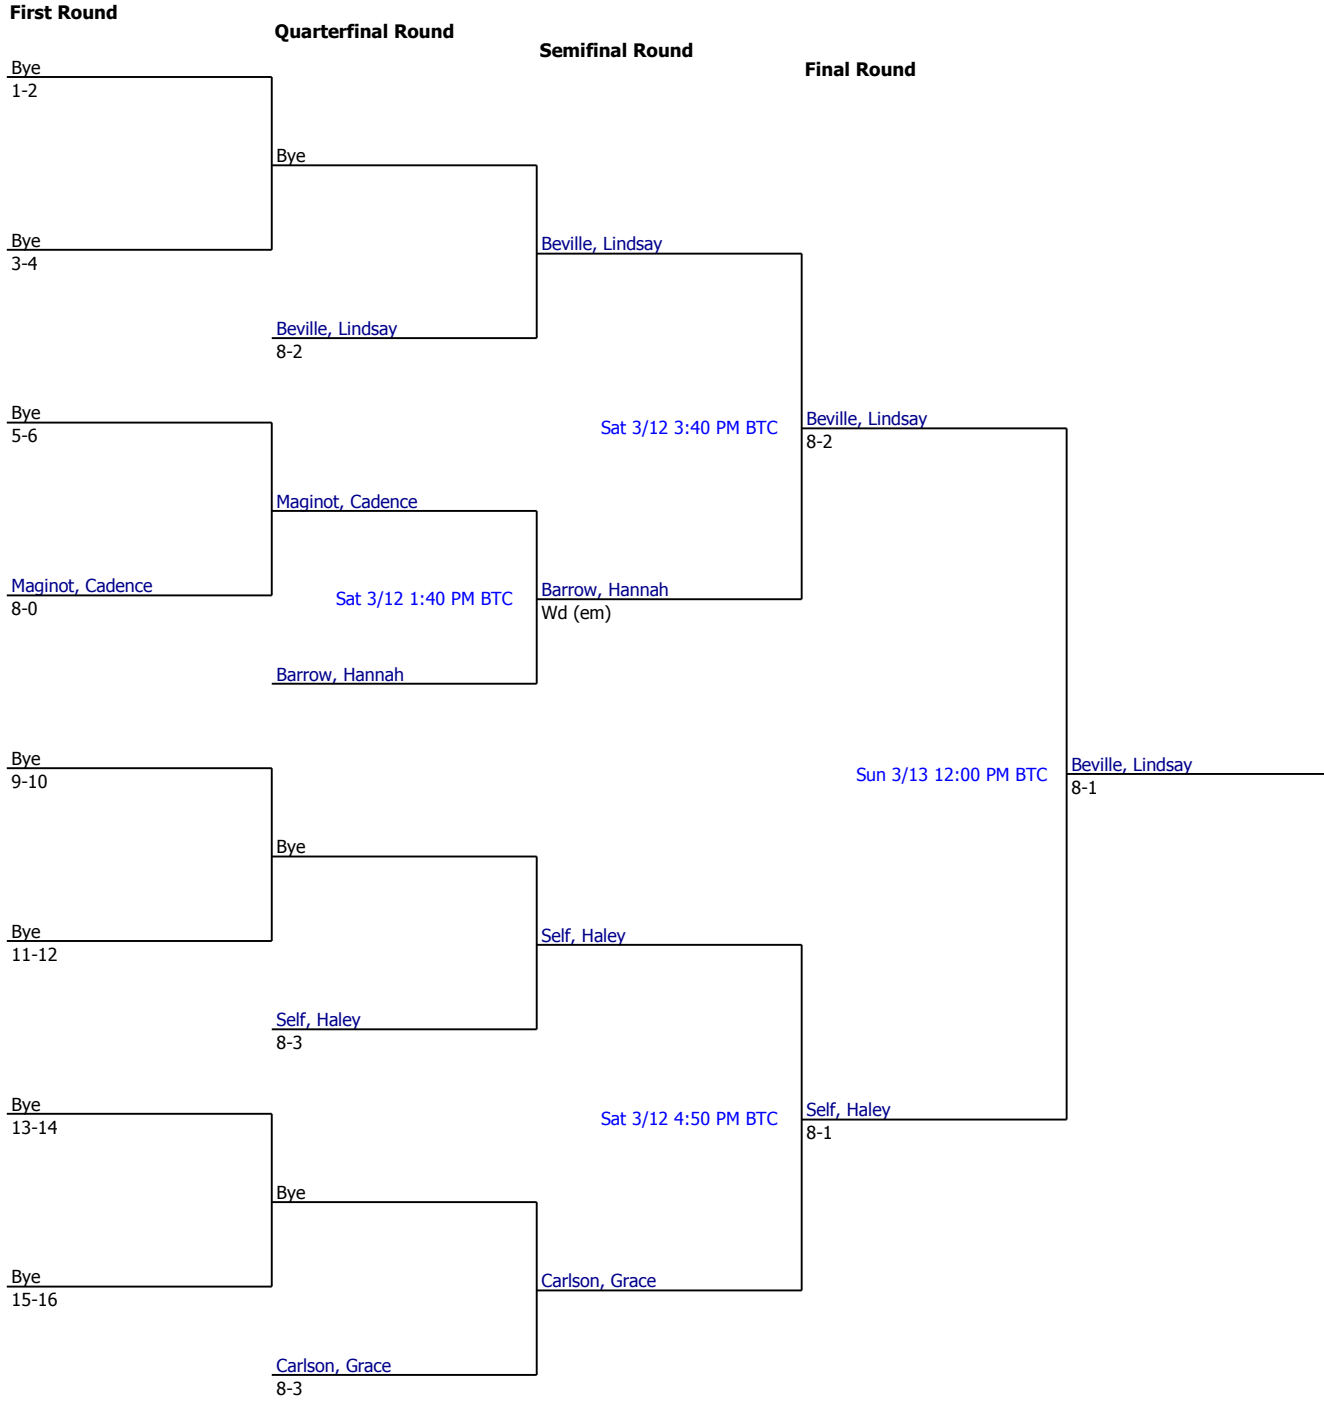 First Round
Quarterfinal Round
Semifinal Round
Final Round
Bye
1-2
Bye
Bye
3-4
Beville, Lindsay
Beville, Lindsay
8-2
Bye
5-6
Sat 3/12 3:40 PM BTC
Beville, Lindsay
8-2
Maginot, Cadence
Maginot, Cadence
8-0
Sat 3/12 1:40 PM BTC
Barrow, Hannah
Wd (em)
Barrow, Hannah
Bye
9-10
Sun 3/13 12:00 PM BTC
Beville, Lindsay
8-1
Bye
Bye
11-12
Self, Haley
Self, Haley
8-3
Bye
13-14
Sat 3/12 4:50 PM BTC
Self, Haley
8-1
Bye
Bye
15-16
Carlson, Grace
Carlson, Grace
8-3